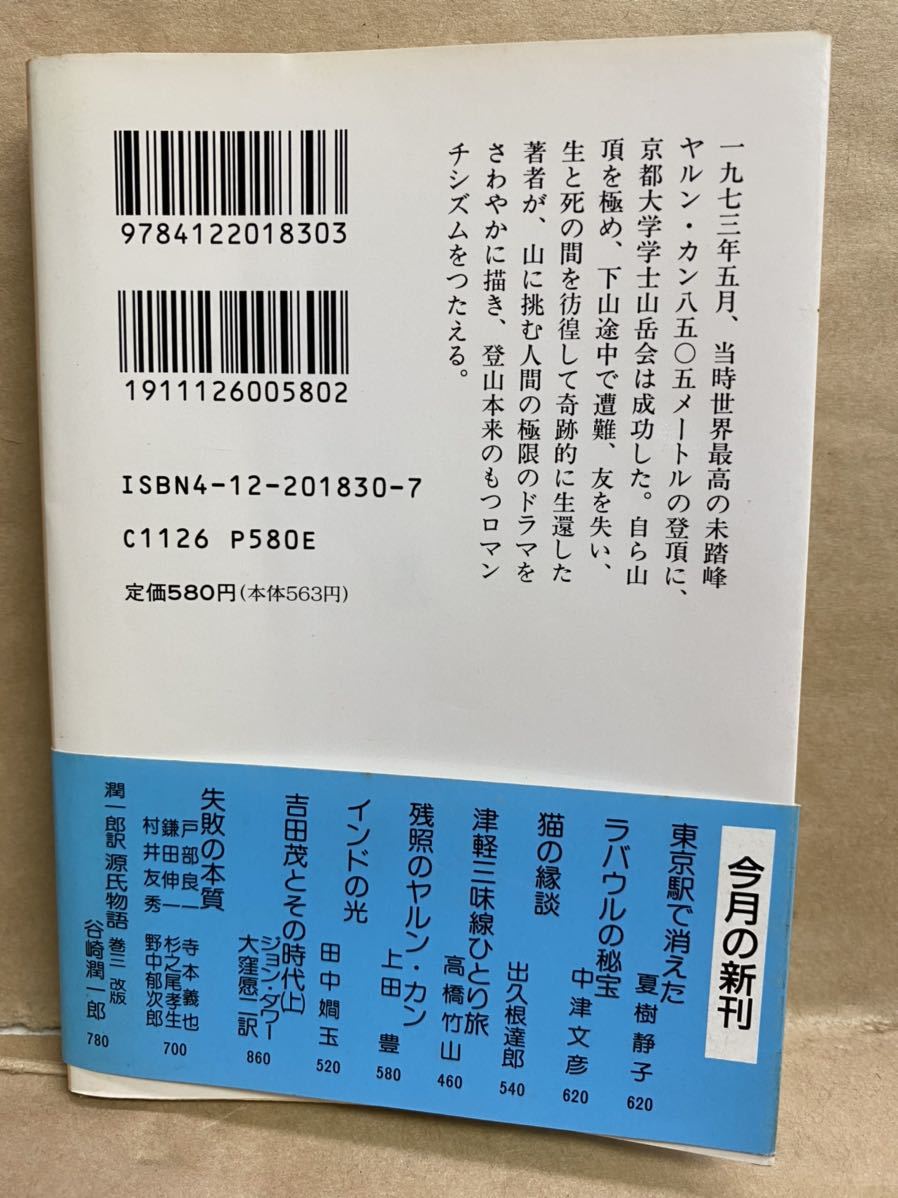 一九七三年五月、当時世界最高の未踏峰
ヤルン・カン八五〇五メートルの登頂に、
京都大学学士山岳会は成功した。自ら山
頂を極め、下山途中で遭難、友を失い、
生と死の間を彷徨して奇跡的に生還した
著者が、山に挑む人間の極限のドラマを
さわやかに描き、登山本来のもつロマン
チシズムをつたえる。
9784122018303
1911126005802
ISBN4-12-201830-7
C1126 P580E
定価580円(本体563円)
今月の新刊
東京駅で消えた
夏樹静子
620
ラバウルの秘宝
中津文彦
620
猫の縁談
出久根達郎
540
津軽三味線ひとり旅
高橋竹山
460
残照のヤルン・カン
上田 豊
580
インドの光
田中嫺玉
520
吉田茂とその時代(上)
ジョン・ダワー
大窪愿二訳
860
失敗の本質
戸部良一 寺本義也
鎌田伸一 杉之尾孝生
村井友秀 野中郁次郎
700
潤一郎訳 源氏物語 巻三 改版
谷崎潤一郎
780